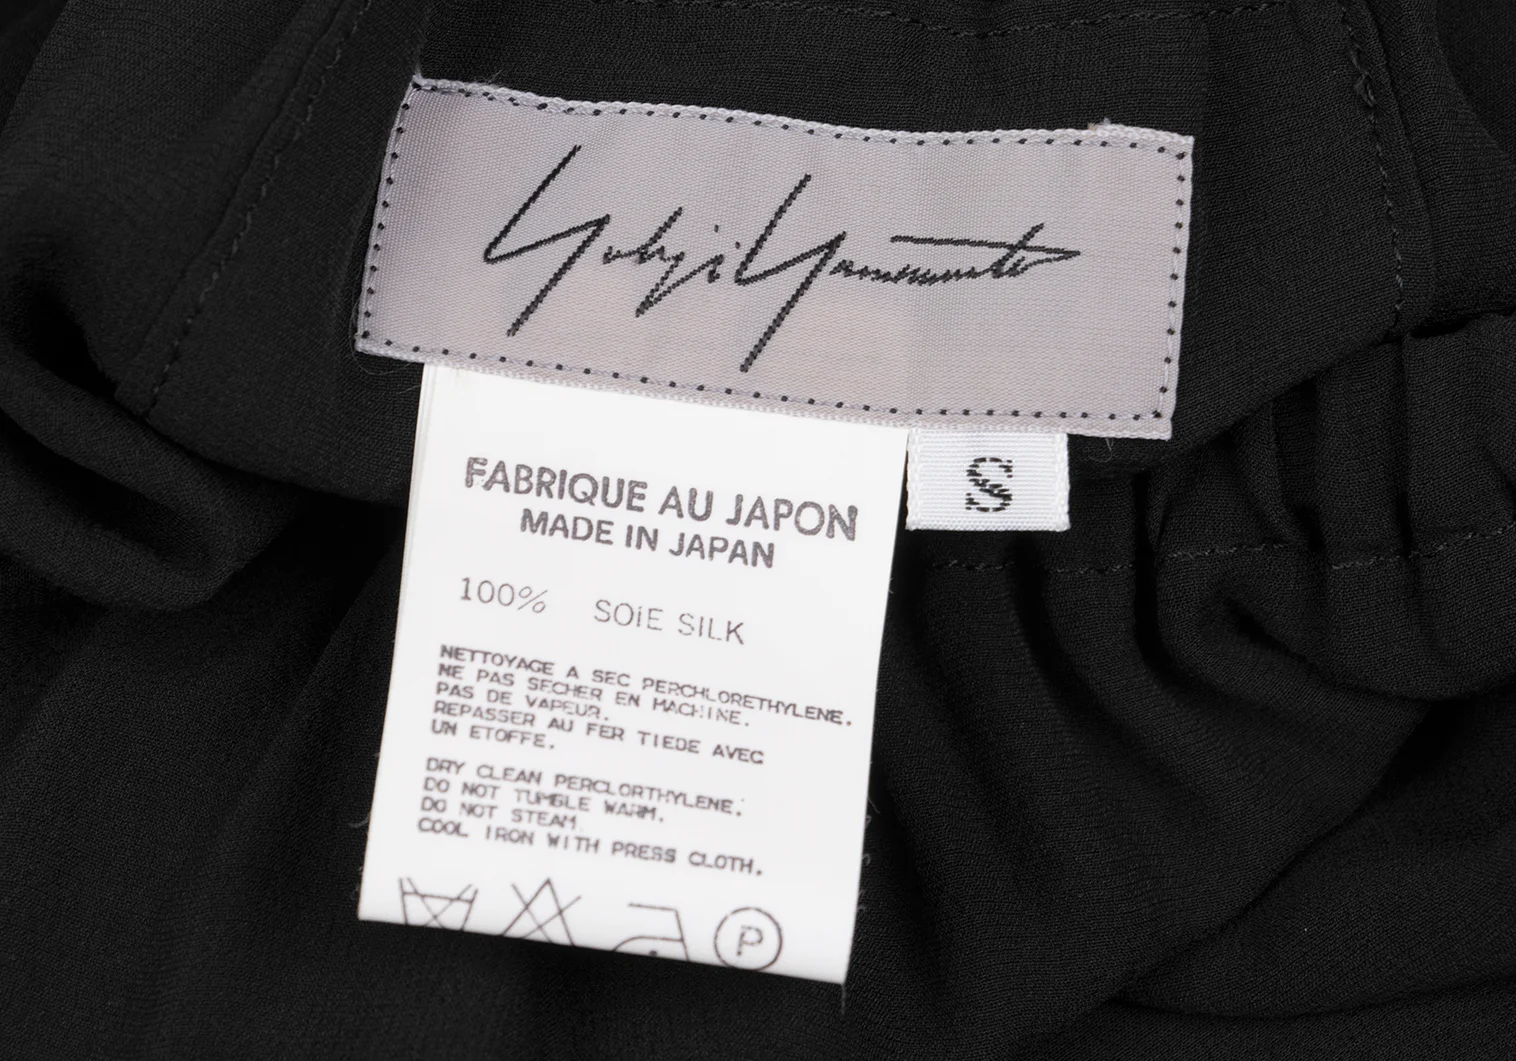 Yohji Yamamoto
S
FABRIQUE AU JAPON
MADE IN JAPAN
100% SOiE SILK
NETTOYAGE A SEC PERCHLORETHYLENE.
NE PAS SECHER EN MACHINE.
PAS DE VAPEUR.
REPASSER AU FER TIEDE AVEC
UN ETOFFE.
DRY CLEAN PERCLORTHYLENE.
DO NOT TUMBLE WARM.
DO NOT STEAM.
COOL IRON WITH PRESS CLOTH.
P